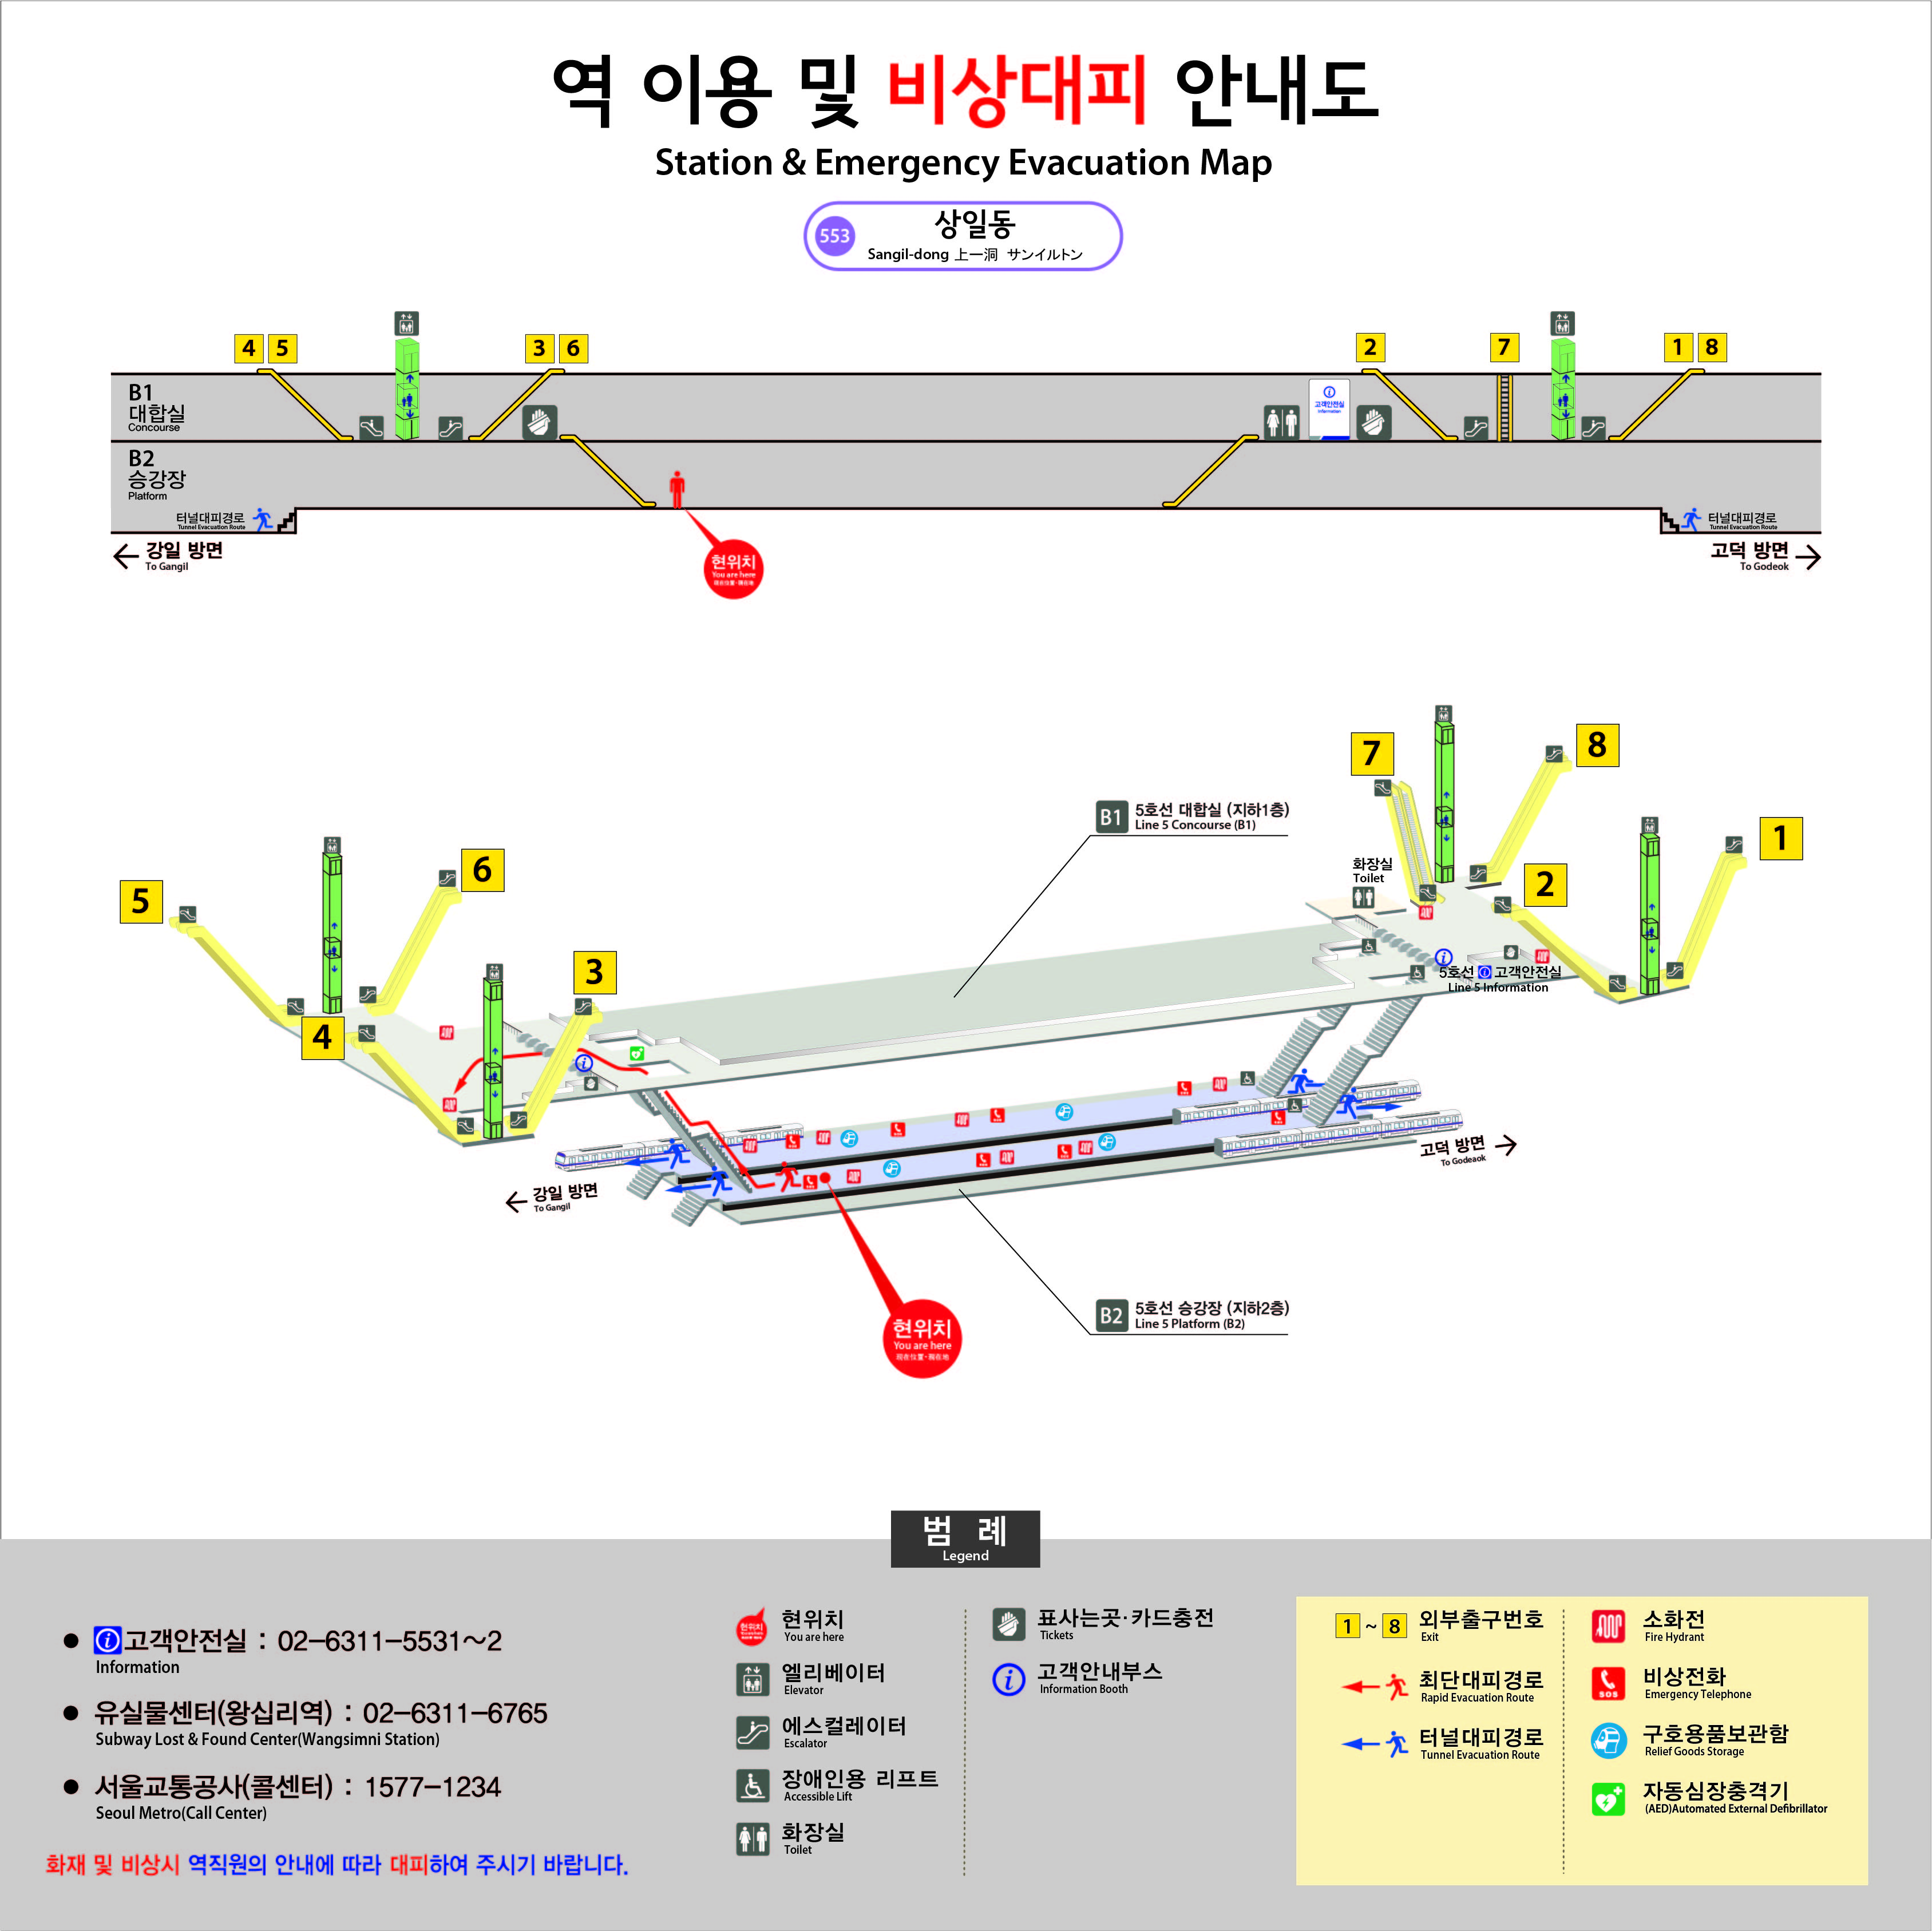 역 이용 및 비상대피 안내도
Station & Emergency Evacuation Map
553
상일동
Sangil-dong 上一洞 サンイルトン
4 5
3 6
2
7
1 8
B1
대합실
Concourse
고객안전실
Information
B2
승강장
Platform
터널대피경로
Tunnel Evacuation Route
터널대피경로
Tunnel Evacuation Route
강일 방면
To Gangil
고덕 방면
To Godeok
현위치
You are here
现在位置·現在地
7
8
B1
5호선 대합실 (지하1층)
Line 5 Concourse (B1)
1
6
화장실
Toilet
2
5
3
5호선 고객안전실
Line 5 Information
4
고덕 방면
To Godeaok
강일 방면
To Gangil
B2
5호선 승강장 (지하2층)
Line 5 Platform (B2)
현위치
You are here
现在位置·現在地
범 례
Legend
고객안전실 : 02-6311-5531~2
Information
유실물센터(왕십리역) : 02-6311-6765
Subway Lost & Found Center(Wangsimni Station)
서울교통공사(콜센터) : 1577-1234
Seoul Metro(Call Center)
화재 및 비상시 역직원의 안내에 따라 대피하여 주시기 바랍니다.
현위치
You are here
엘리베이터
Elevator
에스컬레이터
Escalator
장애인용 리프트
Accessible Lift
화장실
Toilet
표사는곳·카드충전
Tickets
고객안내부스
Information Booth
1 ~ 8
외부출구번호
Exit
최단대피경로
Rapid Evacuation Route
터널대피경로
Tunnel Evacuation Route
소화전
Fire Hydrant
SOS
비상전화
Emergency Telephone
구호용품보관함
Relief Goods Storage
자동심장충격기
(AED)Automated External Defibrillator